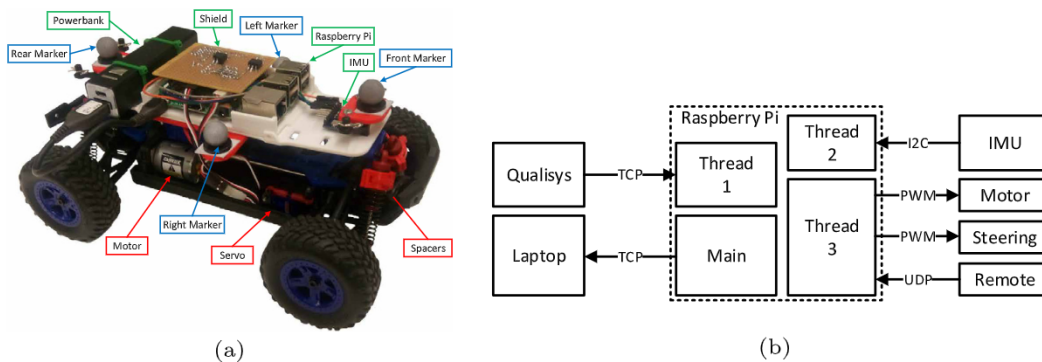 Powerbank
Shield
Left Marker
Raspberry Pi
Rear Marker
IMU
Front Marker
Right Marker
Motor
Servo
Spacers
(a)
Raspberry Pi
Qualisys
TCP
Thread
1
Thread
2
I2C
IMU
Laptop
TCP
Main
Thread
3
PWM
Motor
PWM
Steering
UDP
Remote
(b)